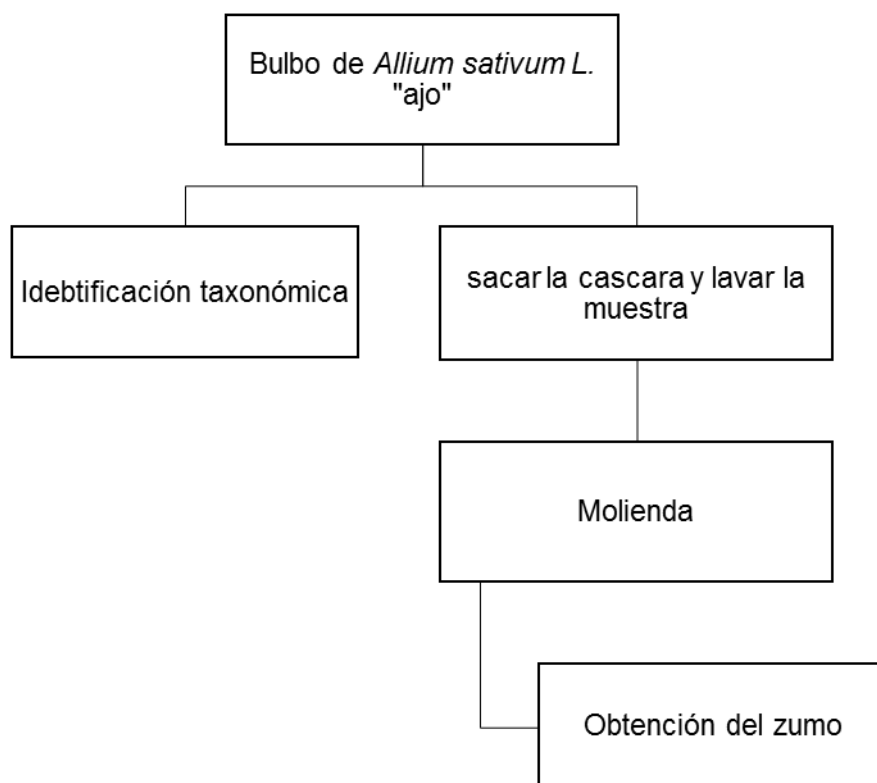 Bulbo de Allium sativum L.
"ajo"
Idebtificación taxonómica
sacar la cascara y lavar la
muestra
Molienda
Obtención del zumo